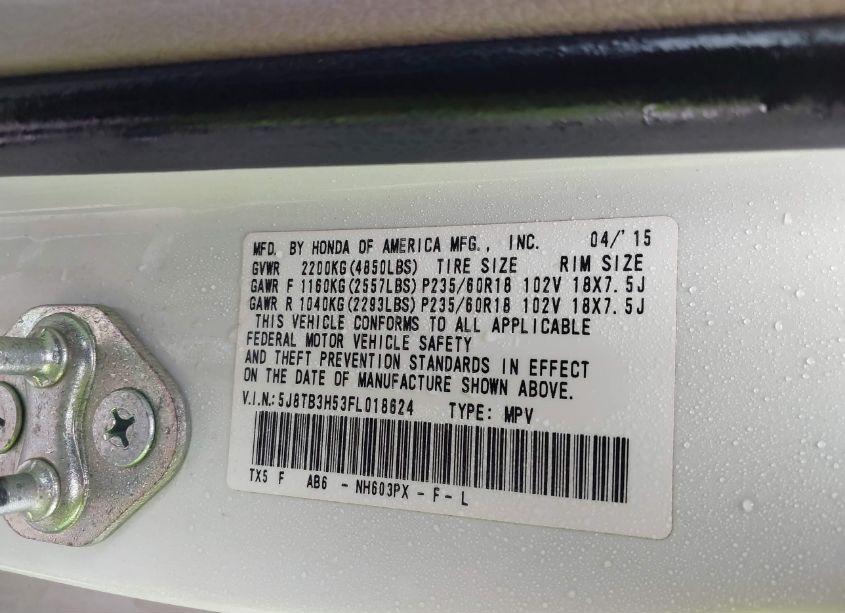 MFD. BY HONDA OF AMERICA MFG., INC. 04/'15
GVWR 2200KG(4850LBS) TIRE SIZE RIM SIZE
GAWR F 1160KG(2557LBS) P235/60R18 102V 18X7.5J
GAWR R 1040KG(2293LBS) P235/60R18 102V 18X7.5J
THIS VEHICLE CONFORMS TO ALL APPLICABLE
FEDERAL MOTOR VEHICLE SAFETY
AND THEFT PREVENTION STANDARDS IN EFFECT
ON THE DATE OF MANUFACTURE SHOWN ABOVE.
V.I.N.:5J8TB3H53FL018624 TYPE: MPV
TX5 F AB6 - NH603PX - F - L